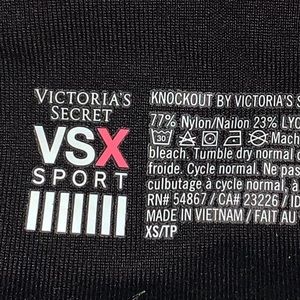 VICTORIA'S
SECRET
VSX
SPORT
KNOCKOUT BY VICTORIA'S S
77% Nylon/Nailon 23% LYC
30 Mach
bleach. Tumble dry normal
froide. Cycle normal. Ne pas
culbutage à cycle normal, a
RN# 54867 / CA# 23226 / ID
MADE IN VIETNAM / FAIT AU
XS/TP